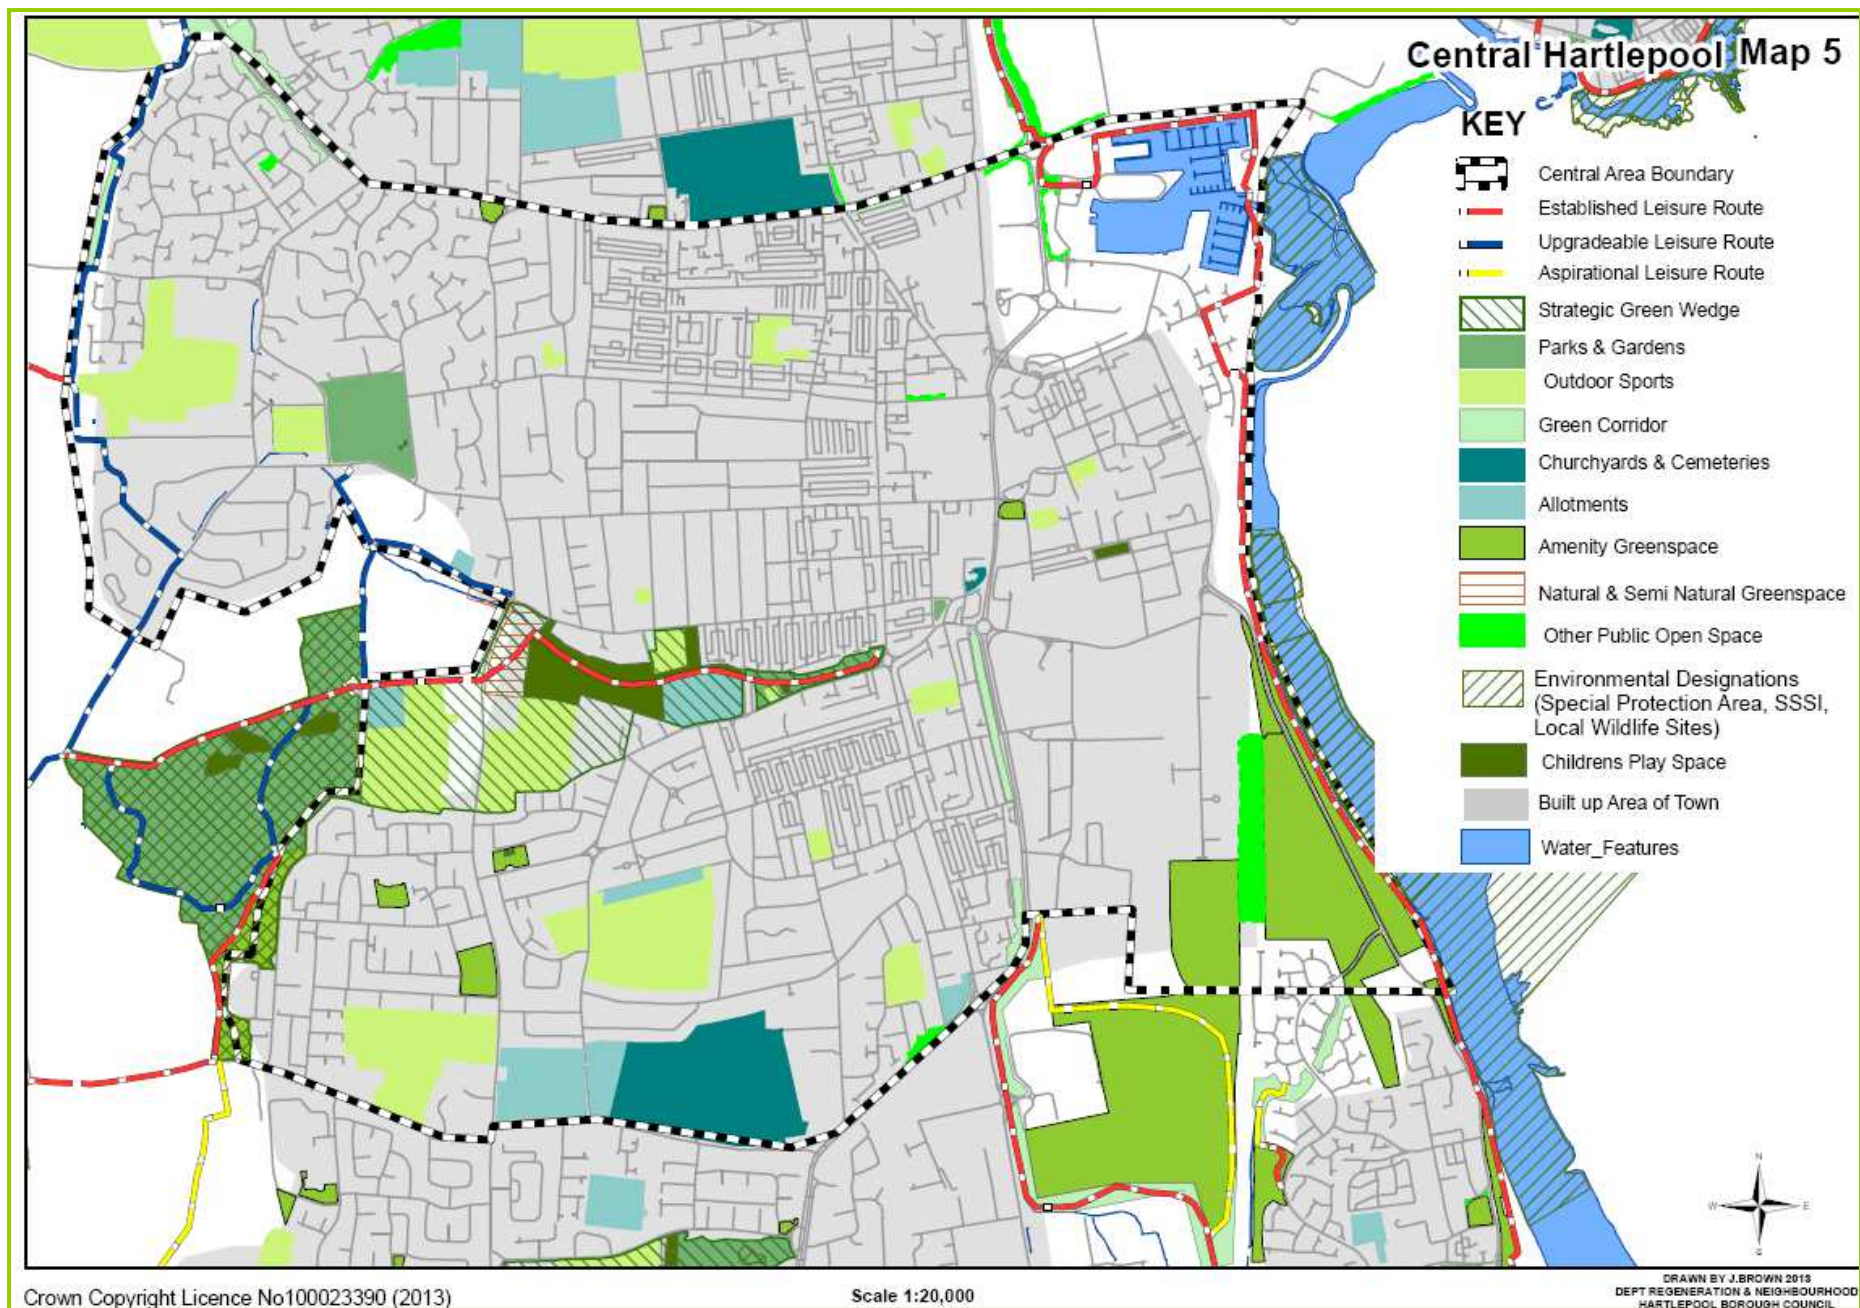 Central Hartlepool Map 5
KEY
Central Area Boundary
Established Leisure Route
Upgradeable Leisure Route
Aspirational Leisure Route
Strategic Green Wedge
Parks & Gardens
Outdoor Sports
Green Corridor
Churchyards & Cemeteries
Allotments
Amenity Greenspace
Natural & Semi Natural Greenspace
Other Public Open Space
Environmental Designations
(Special Protection Area, SSSI,
Local Wildlife Sites)
Childrens Play Space
Built up Area of Town
Water_Features
N
W
E
S
Crown Copyright Licence No100023390 (2013)
Scale 1:20,000
DRAWN BY J.BROWN 2013
DEPT REGENERATION & NEIGHBOURHOOD
HARTLEPOOL BOROUGH COUNCIL